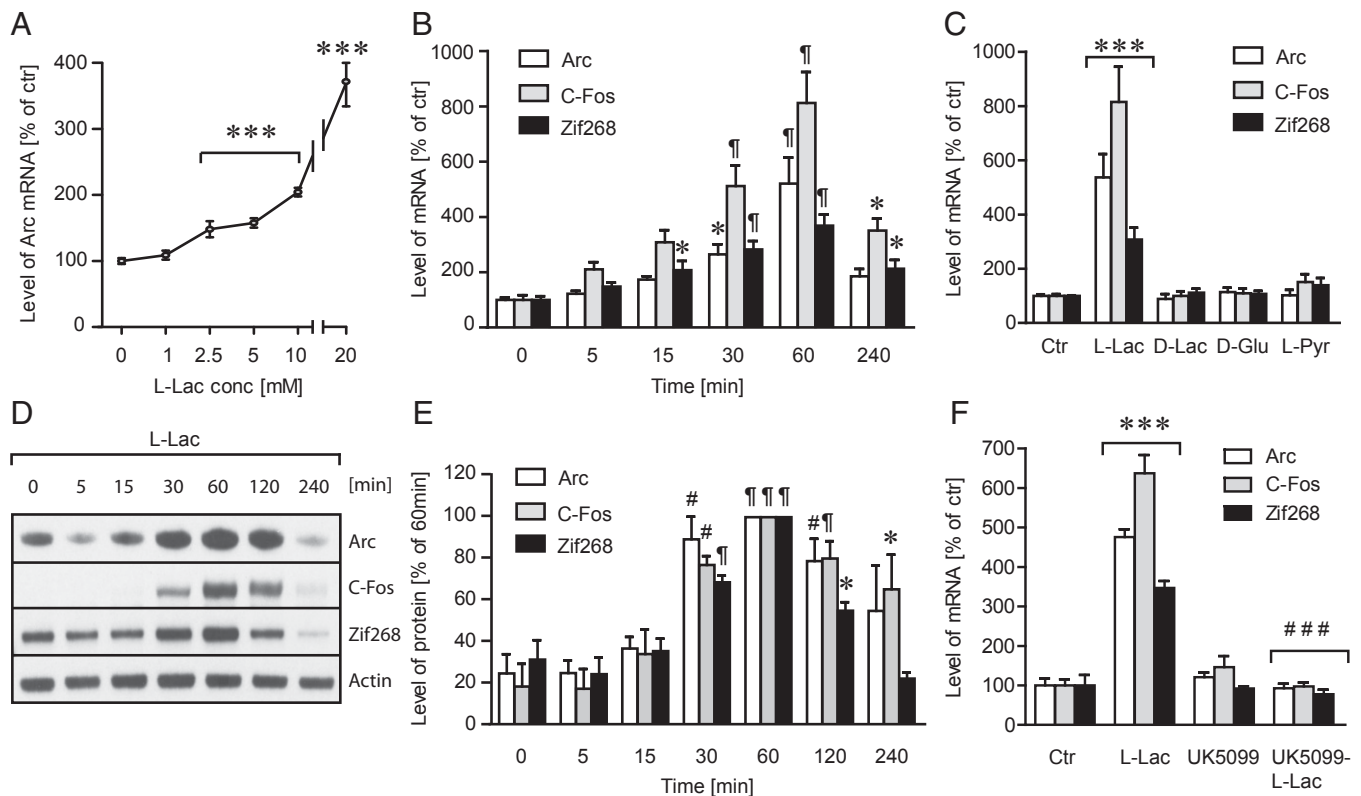 A
Level of Arc mRNA [% of ctr]
400
300
200
100
0
***
***
0 1 2.5 5 10 20
L-Lac conc [mM]
B
Level of mRNA [% of ctr]
1000
800
600
400
200
0
Arc
C-Fos
Zif268
* * ¶ ¶ ¶ ¶ ¶ * *
0 5 15 30 60 240
Time [min]
C
Level of mRNA [% of ctr]
1000
800
600
400
200
0
***
Arc
C-Fos
Zif268
Ctr L-Lac D-Lac D-Glu L-Pyr
D
L-Lac
0 5 15 30 60 120 240 [min]
Arc
C-Fos
Zif268
Actin
E
Level of protein [% of 60min]
120
100
80
60
40
20
0
Arc
C-Fos
Zif268
# # ¶ ¶ ¶ ¶ # ¶ * *
0 5 15 30 60 120 240
Time [min]
F
Level of mRNA [% of ctr]
700
600
500
400
300
200
100
0
***
Arc
C-Fos
Zif268
###
Ctr L-Lac UK5099 UK5099-
L-Lac